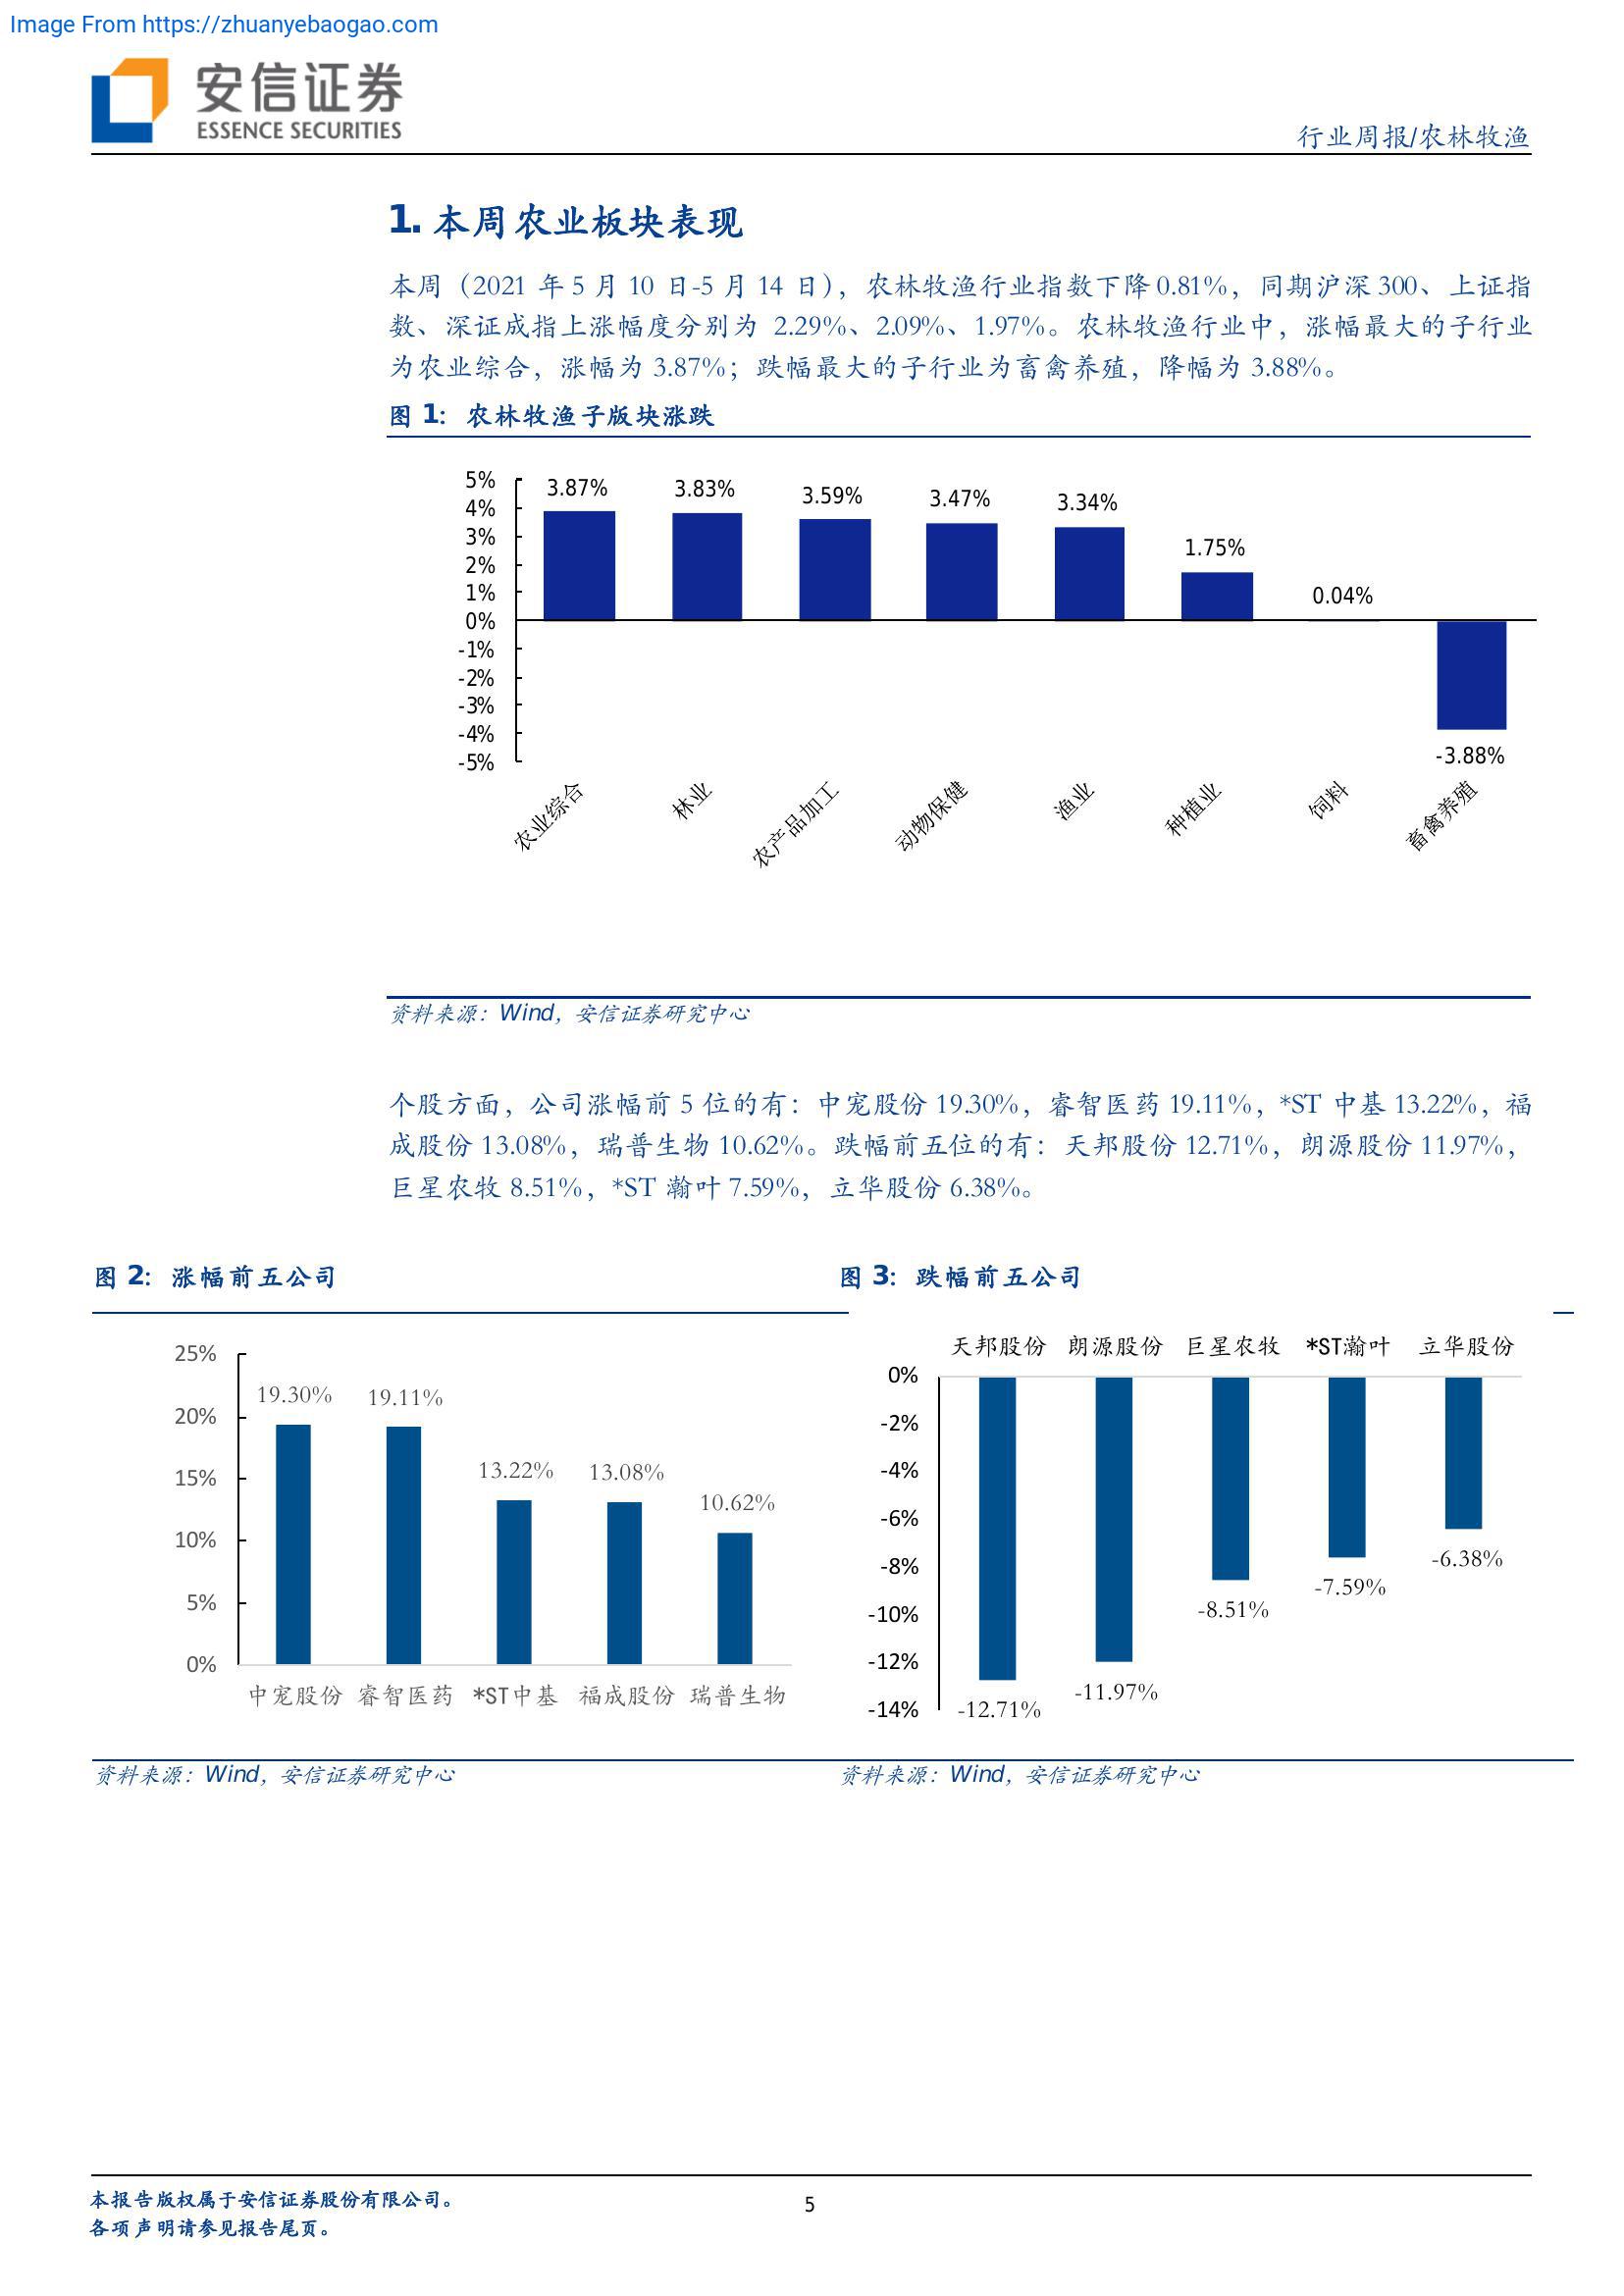 Image From https://zhuanyebaogao.com
安信证券
ESSENCE SECURITIES
行业周报/农林牧渔
1. 本周农业板块表现
本周（2021 年 5 月 10 日-5 月 14 日），农林牧渔行业指数下降 0.81%，同期沪深 300、上证指
数、深证成指上涨幅度分别为 2.29%、2.09%、1.97%。农林牧渔行业中，涨幅最大的子行业
为农业综合，涨幅为 3.87%；跌幅最大的子行业为畜禽养殖，降幅为 3.88%。
图 1：农林牧渔子版块涨跌
5%
4%
3%
2%
1%
0%
-1%
-2%
-3%
-4%
-5%
3.87%
3.83%
3.59%
3.47%
3.34%
1.75%
0.04%
-3.88%
农业综合
林业
农产品加工
动物保健
渔业
种植业
饲料
畜禽养殖
资料来源：Wind，安信证券研究中心
个股方面，公司涨幅前 5 位的有：中宠股份 19.30%，睿智医药 19.11%，*ST 中基 13.22%，福
成股份 13.08%，瑞普生物 10.62%。跌幅前五位的有：天邦股份 12.71%，朗源股份 11.97%，
巨星农牧 8.51%，*ST 瀚叶 7.59%，立华股份 6.38%。
图 2：涨幅前五公司
25%
20%
15%
10%
5%
0%
19.30%
19.11%
13.22%
13.08%
10.62%
中宠股份 睿智医药 *ST中基 福成股份 瑞普生物
资料来源：Wind，安信证券研究中心
图 3：跌幅前五公司
天邦股份 朗源股份 巨星农牧 *ST瀚叶 立华股份
0%
-2%
-4%
-6%
-8%
-10%
-12%
-14%
-12.71%
-11.97%
-8.51%
-7.59%
-6.38%
资料来源：Wind，安信证券研究中心
本报告版权属于安信证券股份有限公司。
各项声明请参见报告尾页。
5